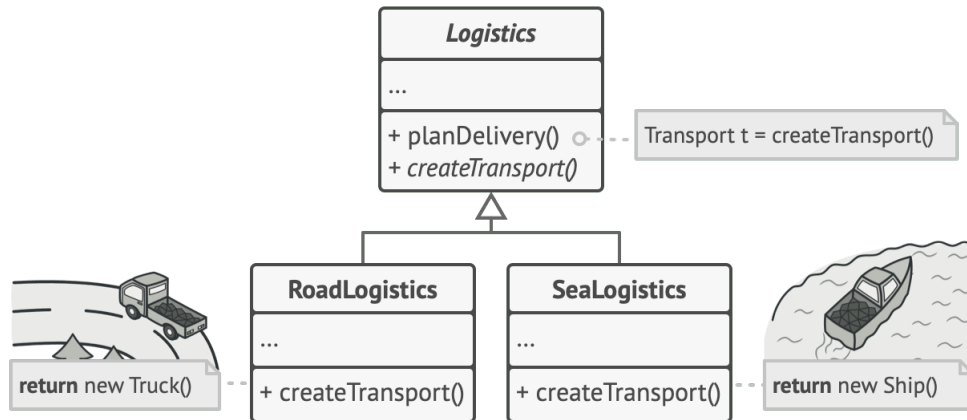 Logistics
...
+ planDelivery()
Transport t = createTransport()
+ createTransport()
RoadLogistics
SeaLogistics
...
...
return new Truck()
+ createTransport()
+ createTransport()
return new Ship()